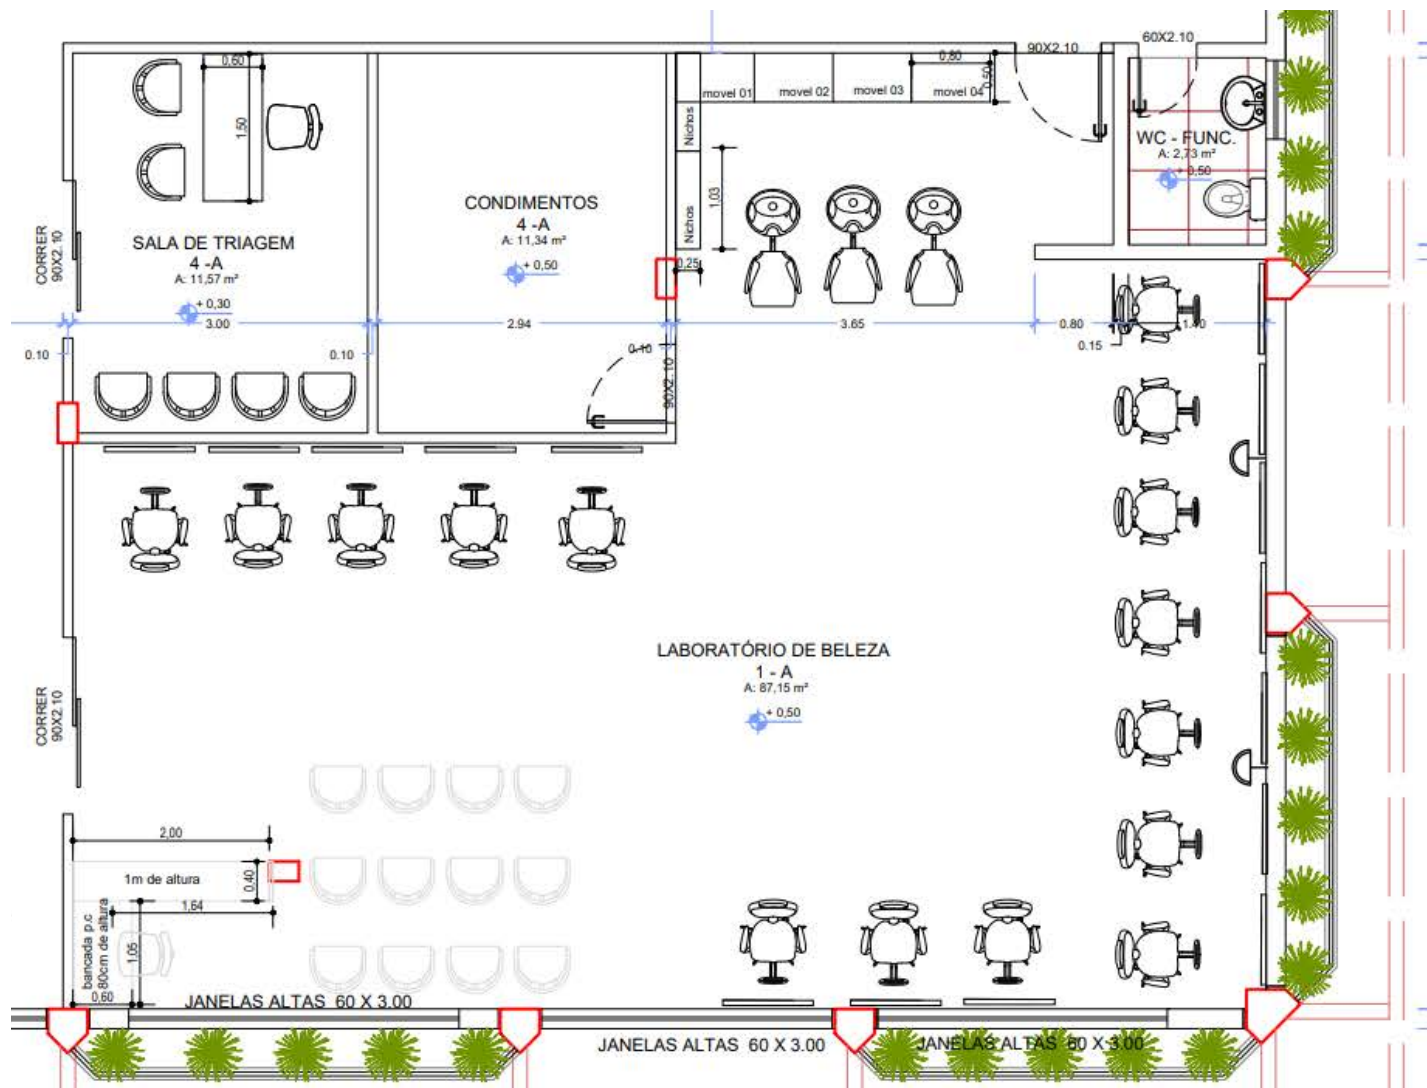 0,60
1,50
SALA DE TRIAGEM
4 -A
A: 11,57 m²
+ 0,30
CORRER
90X2.10
3.00
0.10
0.10
CONDIMENTOS
4 -A
A: 11,34 m²
+ 0,50
2.94
0.10
90X2.10
movel 01
movel 02
movel 03
movel 04
0,80
0,50
Nichos
Nichos
1,03
0,25
3.65
90X2.10
60X2.10
WC - FUNC.
A: 2,73 m²
+ 0,50
0.80
0.15
1.40
LABORATÓRIO DE BELEZA
1 - A
A: 87,15 m²
+ 0,50
CORRER
90X2.10
2,00
1m de altura
0,40
1,64
bancada p.c
80cm de altura
1.05
0,60
JANELAS ALTAS 60 X 3.00
JANELAS ALTAS 60 X 3.00
JANELAS ALTAS 60 X 3.00